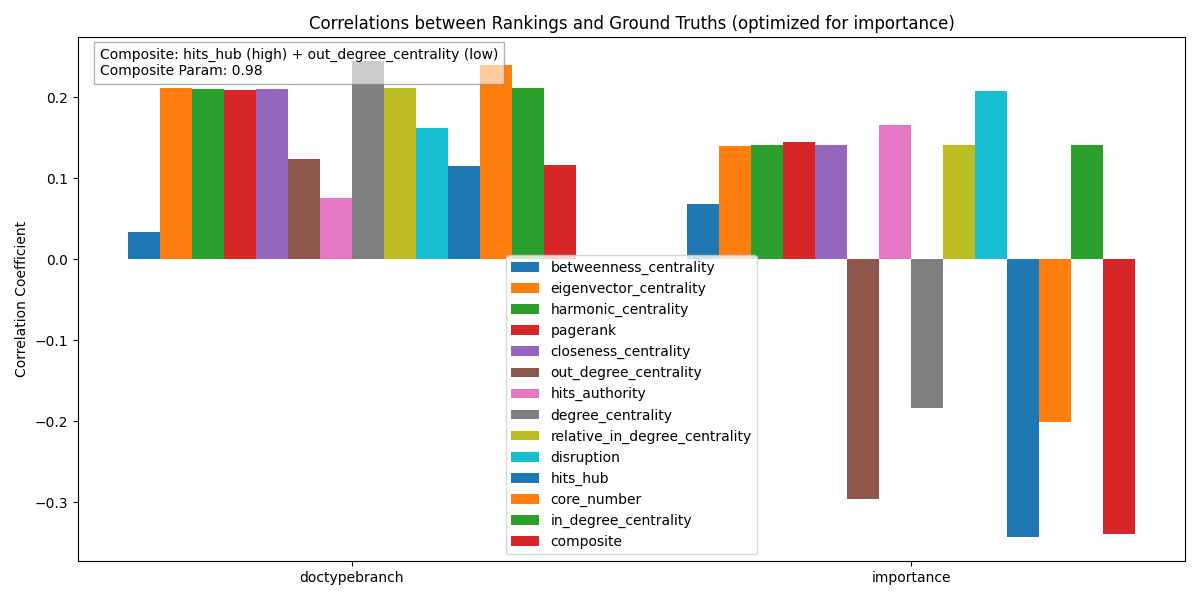 Correlations between Rankings and Ground Truths (optimized for importance)
Composite: hits_hub (high) + out_degree_centrality (low)
Composite Param: 0.98
Correlation Coefficient
0.2
0.1
0.0
−0.1
−0.2
−0.3
betweenness_centrality
eigenvector_centrality
harmonic_centrality
pagerank
closeness_centrality
out_degree_centrality
hits_authority
degree_centrality
relative_in_degree_centrality
disruption
hits_hub
core_number
in_degree_centrality
composite
doctypebranch
importance